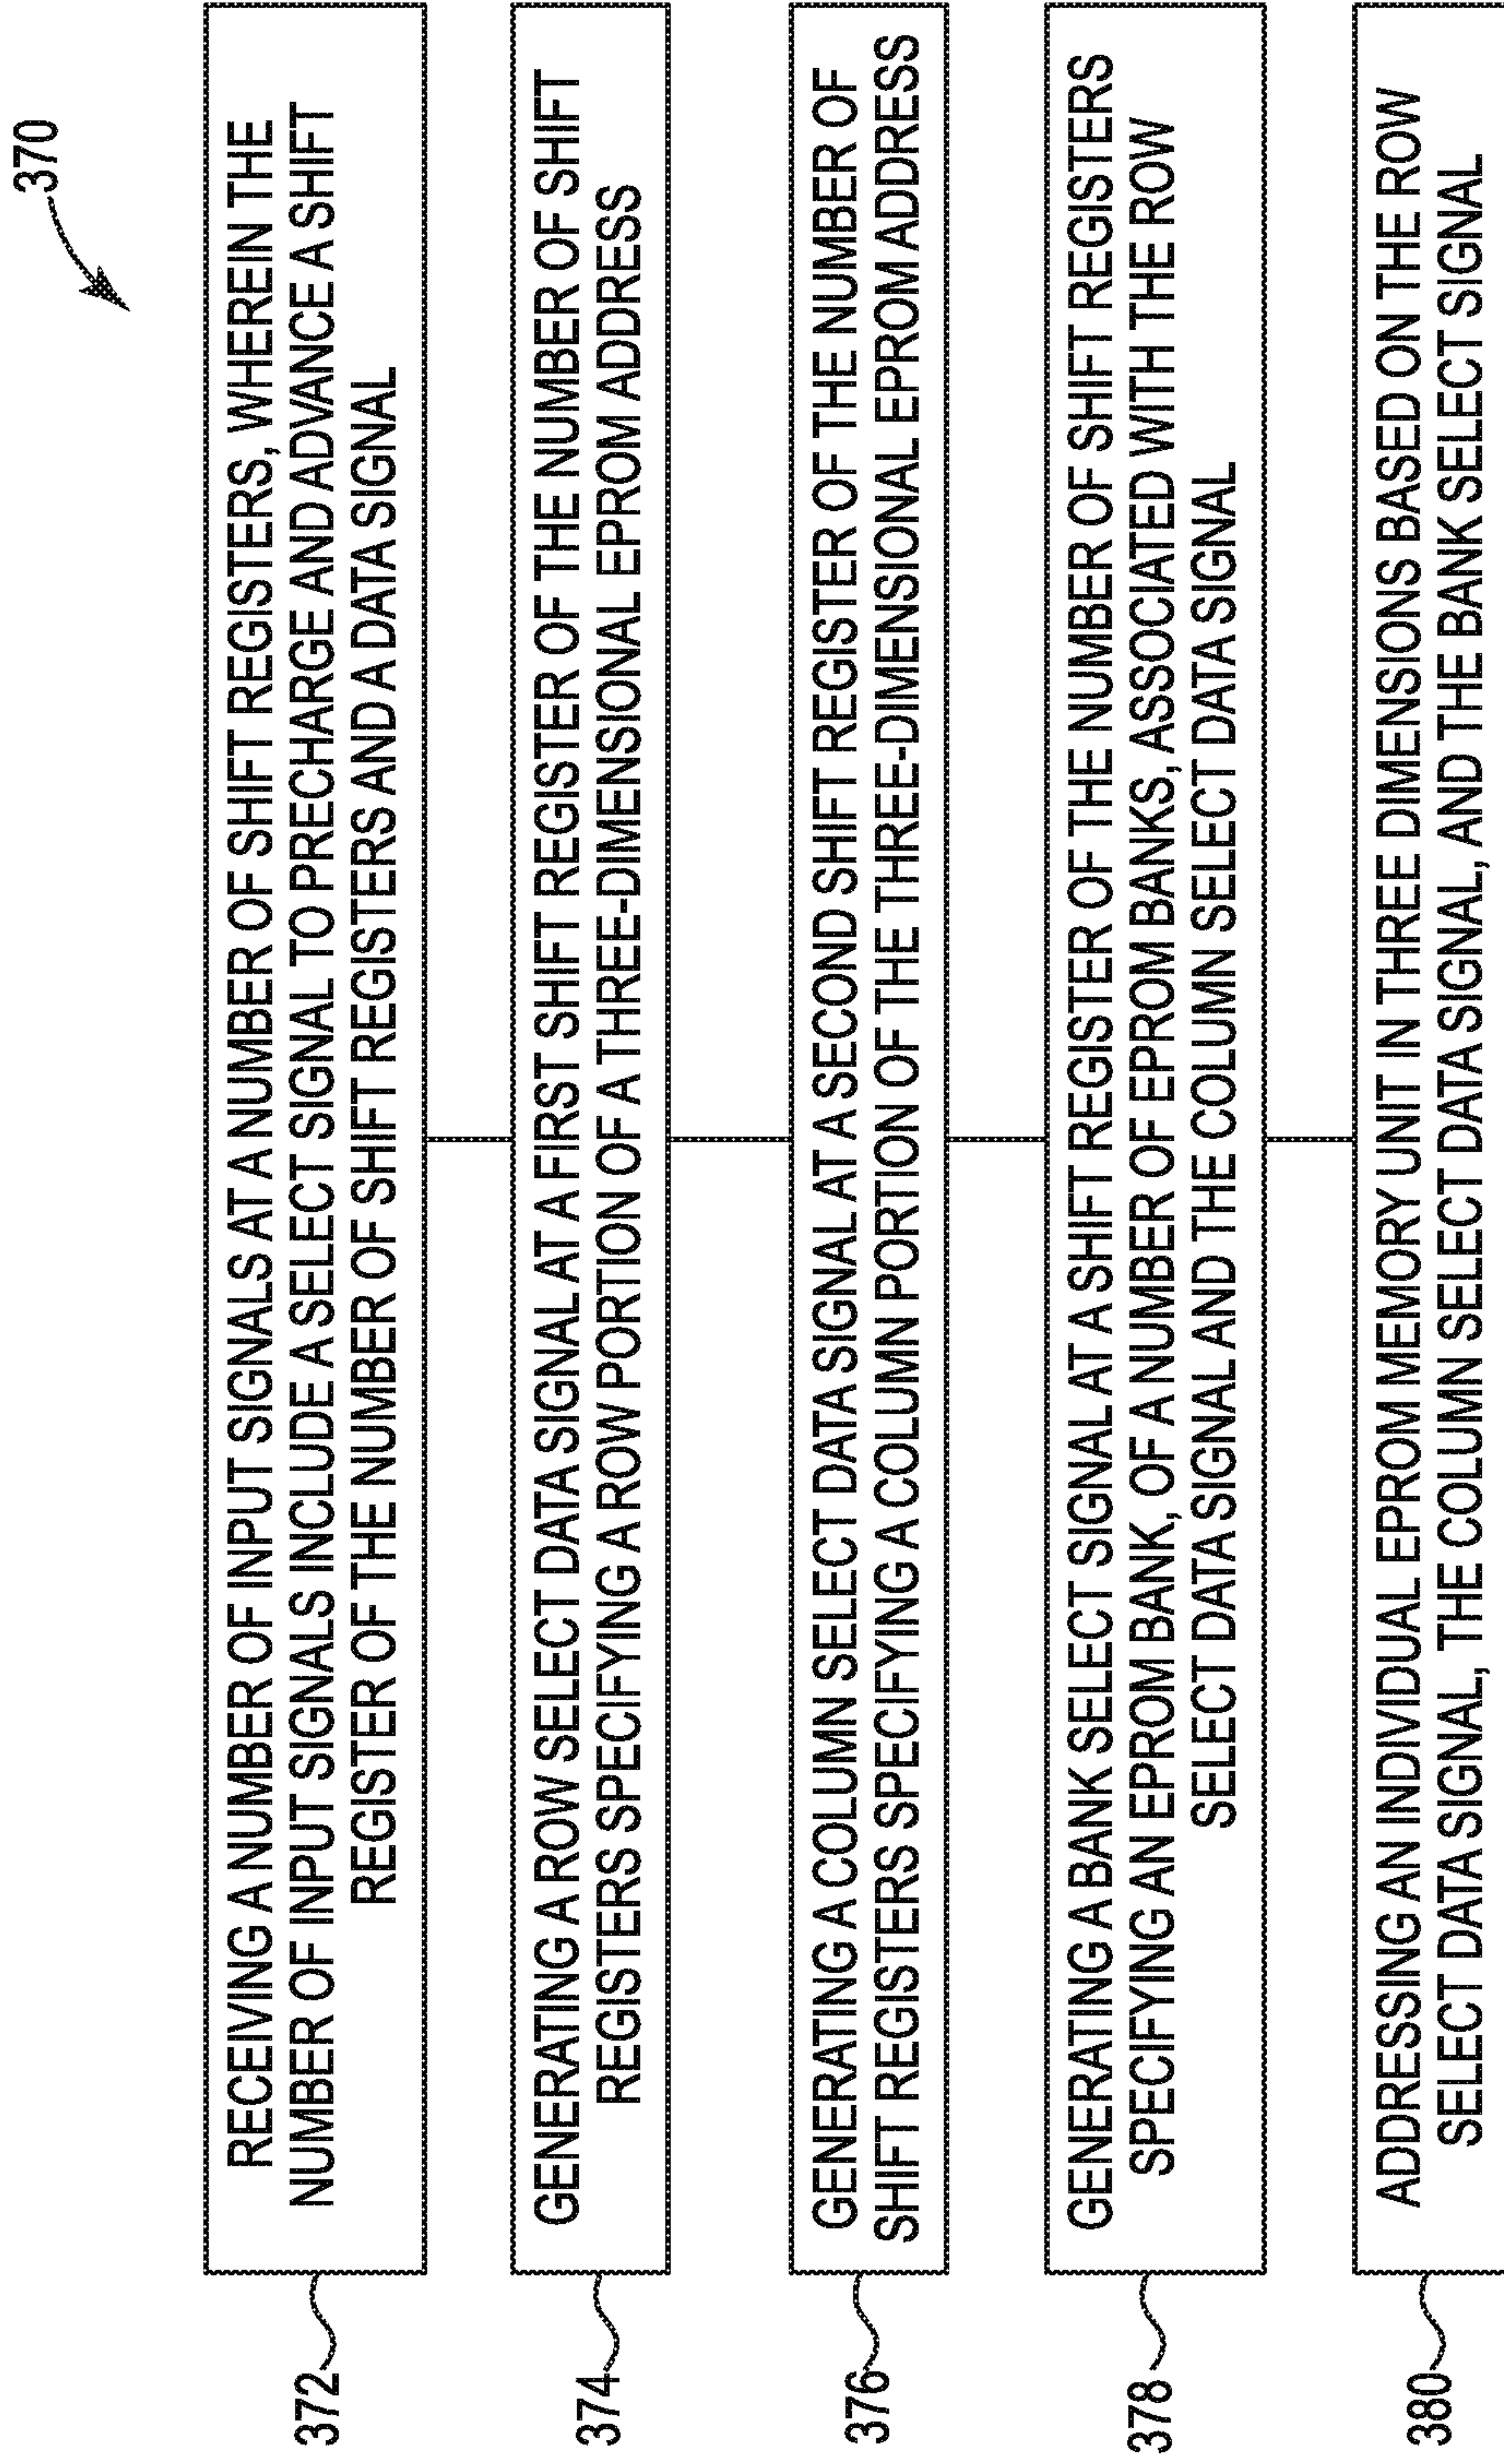 370
372
RECEIVING A NUMBER OF INPUT SIGNALS AT A NUMBER OF SHIFT REGISTERS, WHEREIN THE
NUMBER OF INPUT SIGNALS INCLUDE A SELECT SIGNAL TO PRECHARGE AND ADVANCE A SHIFT
REGISTER OF THE NUMBER OF SHIFT REGISTERS AND A DATA SIGNAL
374
GENERATING A ROW SELECT DATA SIGNAL AT A FIRST SHIFT REGISTER OF THE NUMBER OF SHIFT
REGISTERS SPECIFYING A ROW PORTION OF A THREE-DIMENSIONAL EPROM ADDRESS
376
GENERATING A COLUMN SELECT DATA SIGNAL AT A SECOND SHIFT REGISTER OF THE NUMBER OF
SHIFT REGISTERS SPECIFYING A COLUMN PORTION OF THE THREE-DIMENSIONAL EPROM ADDRESS
378
GENERATING A BANK SELECT SIGNAL AT A SHIFT REGISTER OF THE NUMBER OF SHIFT REGISTERS
SPECIFYING AN EPROM BANK, OF A NUMBER OF EPROM BANKS, ASSOCIATED WITH THE ROW
SELECT DATA SIGNAL AND THE COLUMN SELECT DATA SIGNAL
380
ADDRESSING AN INDIVIDUAL EPROM MEMORY UNIT IN THREE DIMENSIONS BASED ON THE ROW
SELECT DATA SIGNAL, THE COLUMN SELECT DATA SIGNAL, AND THE BANK SELECT SIGNAL